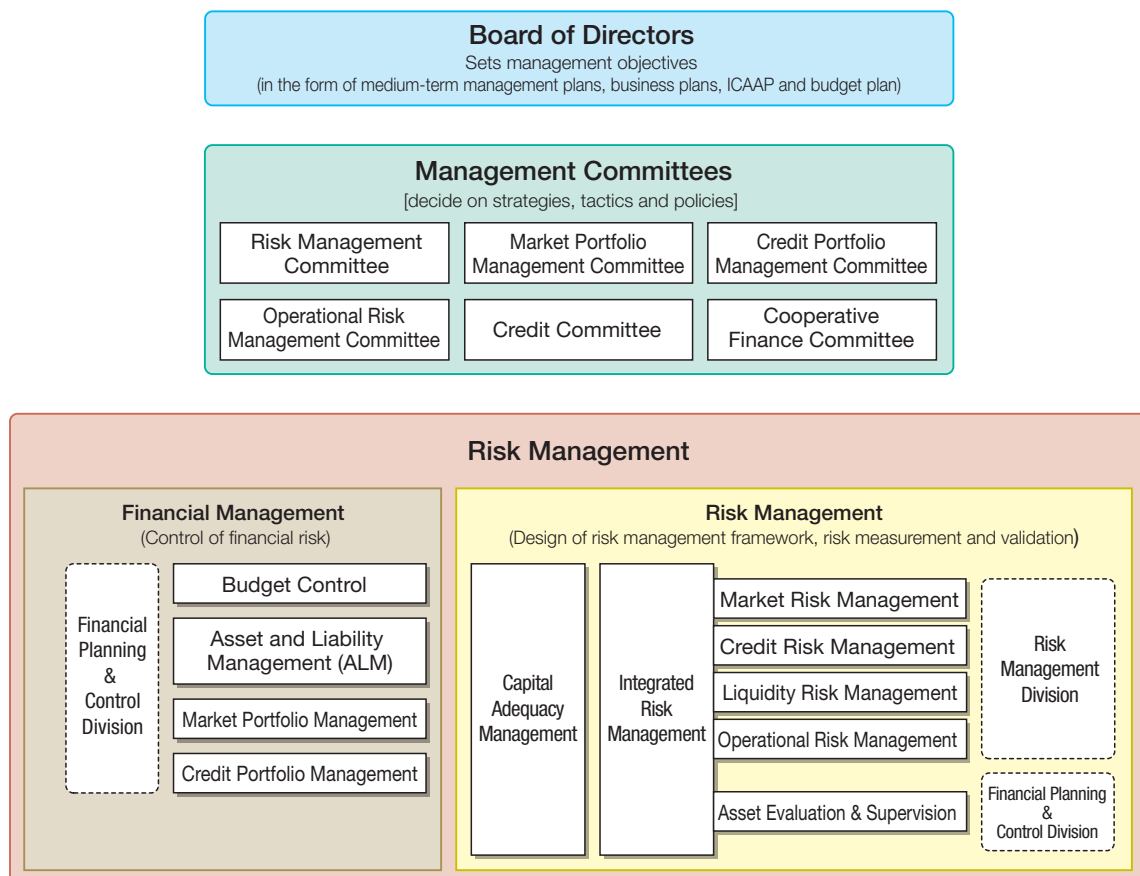 Board of Directors
Sets management objectives
(in the form of medium-term management plans, business plans, ICAAP and budget plan)
Management Committees
[decide on strategies, tactics and policies]
Risk Management
Committee
Market Portfolio
Management Committee
Credit Portfolio
Management Committee
Operational Risk
Management Committee
Credit Committee
Cooperative
Finance Committee
Risk Management
Financial Management
(Control of financial risk)
Financial
Planning
&
Control
Division
Budget Control
Asset and Liability
Management (ALM)
Market Portfolio Management
Credit Portfolio Management
Risk Management
(Design of risk management framework, risk measurement and validation)
Capital
Adequacy
Management
Integrated
Risk
Management
Market Risk Management
Credit Risk Management
Liquidity Risk Management
Operational Risk Management
Asset Evaluation & Supervision
Risk
Management
Division
Financial Planning
&
Control Division